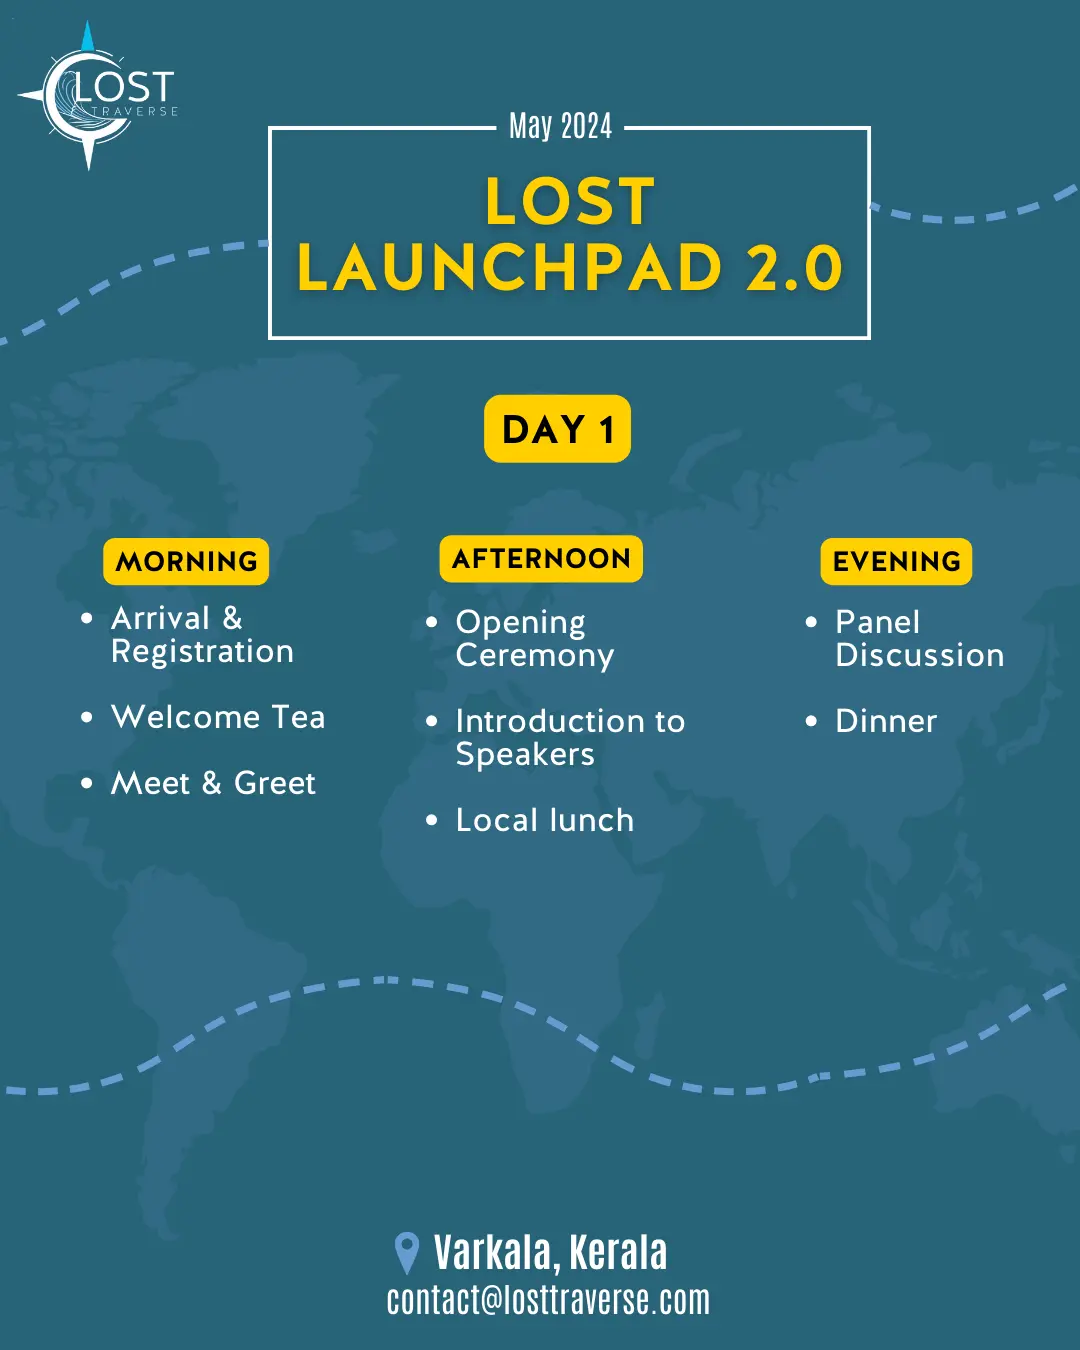 LOST
TRAVERSE
May 2024
LOST
LAUNCHPAD 2.0
DAY 1
MORNING
• Arrival &
Registration
• Welcome Tea
• Meet & Greet
AFTERNOON
• Opening
Ceremony
• Introduction to
Speakers
• Local lunch
EVENING
• Panel
Discussion
• Dinner
Varkala, Kerala
contact@losttraverse.com